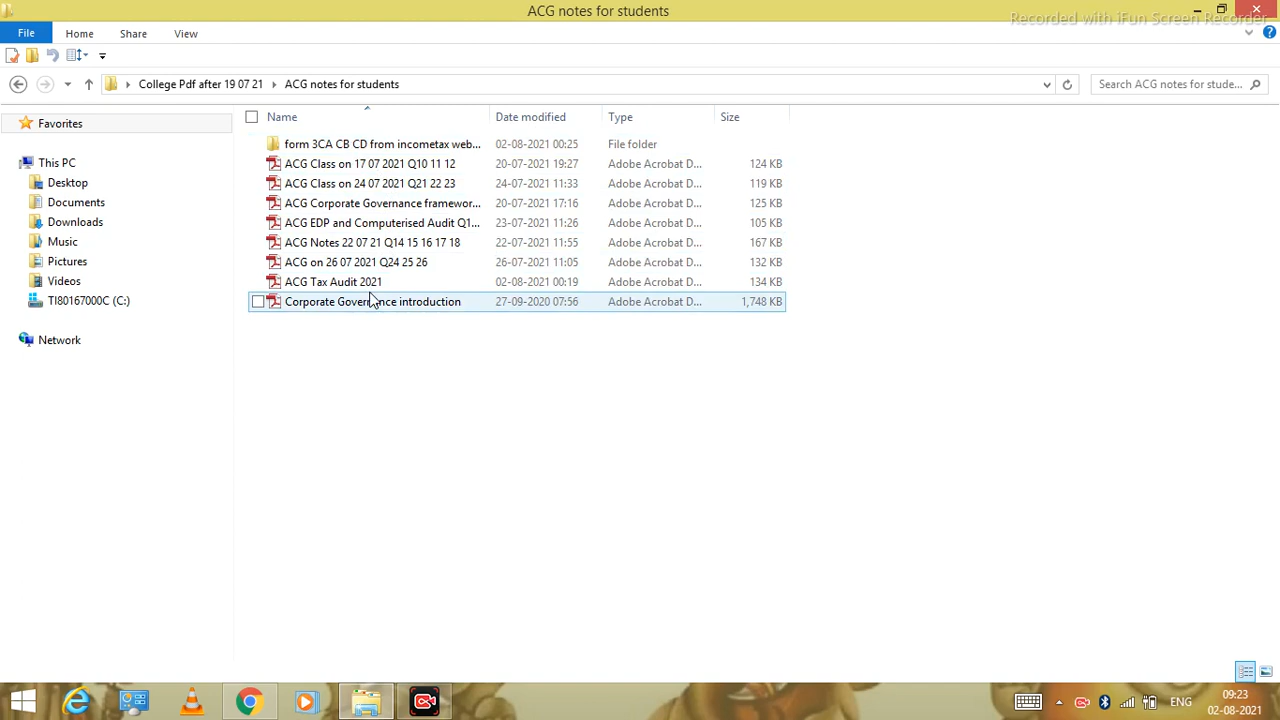 ACG notes for students
Recorded with iFun Screen Recorder
File Home Share View
College Pdf after 19 07 21 ACG notes for students Search ACG notes for stude...
Name Date modified Type Size
Favorites
This PC
Desktop
Documents
Downloads
Music
Pictures
Videos
TI80167000C (C:)
Network
form 3CA CB CD from incometax web... 02-08-2021 00:25 File folder
ACG Class on 17 07 2021 Q10 11 12 20-07-2021 19:27 Adobe Acrobat D... 124 KB
ACG Class on 24 07 2021 Q21 22 23 24-07-2021 11:33 Adobe Acrobat D... 119 KB
ACG Corporate Governance framewor... 20-07-2021 17:16 Adobe Acrobat D... 125 KB
ACG EDP and Computerised Audit Q1... 23-07-2021 12:26 Adobe Acrobat D... 105 KB
ACG Notes 22 07 21 Q14 15 16 17 18 22-07-2021 11:55 Adobe Acrobat D... 167 KB
ACG on 26 07 2021 Q24 25 26 26-07-2021 11:05 Adobe Acrobat D... 132 KB
ACG Tax Audit 2021 02-08-2021 00:19 Adobe Acrobat D... 134 KB
Corporate Governance introduction 27-09-2020 07:56 Adobe Acrobat D... 1,748 KB
ENG
09:23
02-08-2021